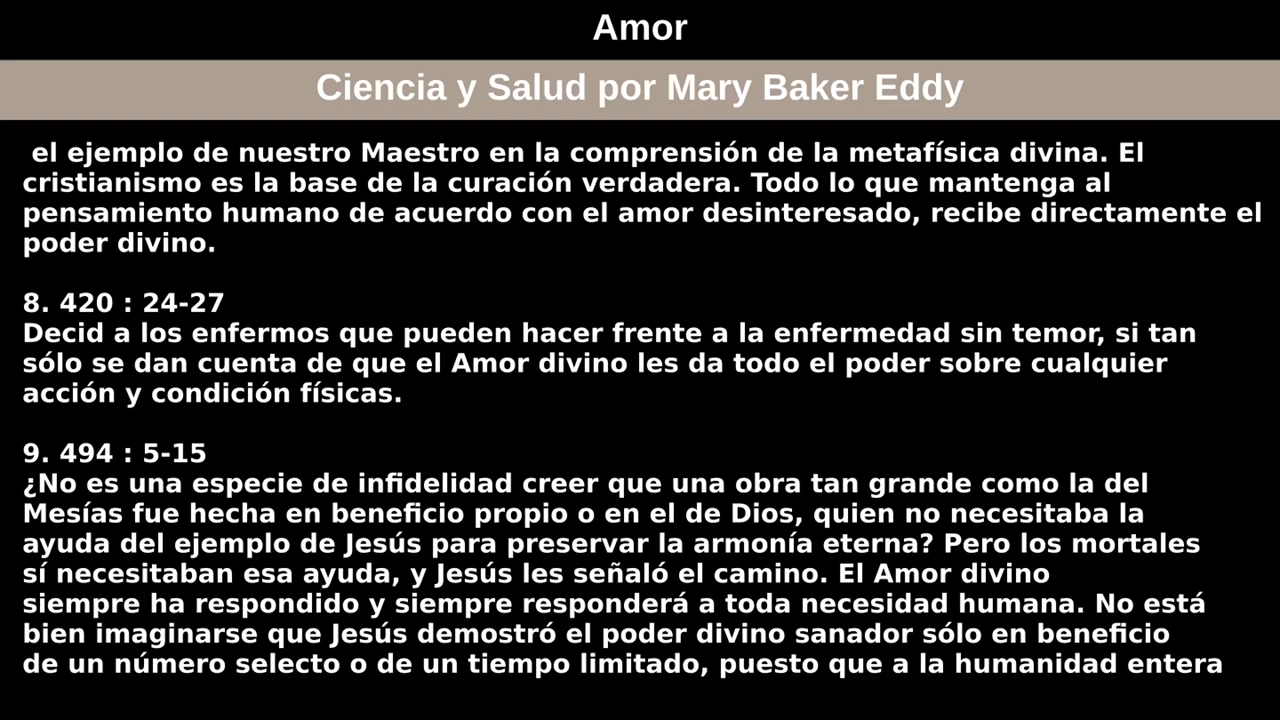 Amor
Ciencia y Salud por Mary Baker Eddy
el ejemplo de nuestro Maestro en la comprensión de la metafísica divina. El
cristianismo es la base de la curación verdadera. Todo lo que mantenga al
pensamiento humano de acuerdo con el amor desinteresado, recibe directamente el
poder divino.
8. 420 : 24-27
Decid a los enfermos que pueden hacer frente a la enfermedad sin temor, si tan
sólo se dan cuenta de que el Amor divino les da todo el poder sobre cualquier
acción y condición físicas.
9. 494 : 5-15
¿No es una especie de infidelidad creer que una obra tan grande como la del
Mesías fue hecha en beneficio propio o en el de Dios, quien no necesitaba la
ayuda del ejemplo de Jesús para preservar la armonía eterna? Pero los mortales
sí necesitaban esa ayuda, y Jesús les señaló el camino. El Amor divino
siempre ha respondido y siempre responderá a toda necesidad humana. No está
bien imaginarse que Jesús demostró el poder divino sanador sólo en beneficio
de un número selecto o de un tiempo limitado, puesto que a la humanidad entera